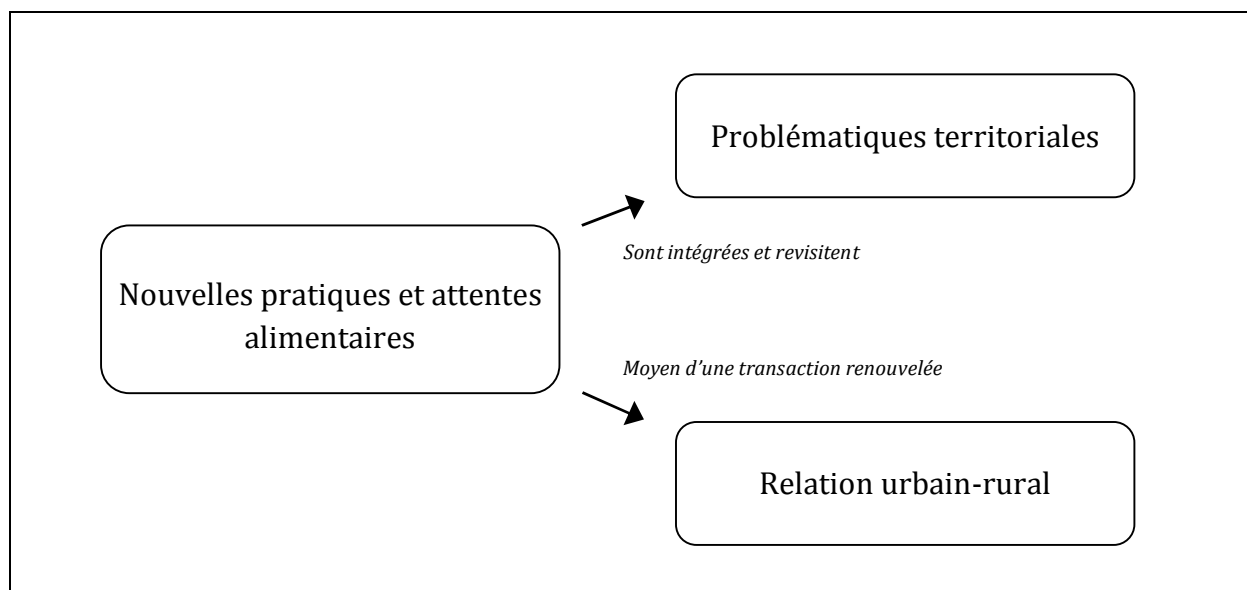 Problématiques territoriales
Sont intégrées et revisitent
Nouvelles pratiques et attentes
alimentaires
Moyen d'une transaction renouvelée
Relation urbain-rural